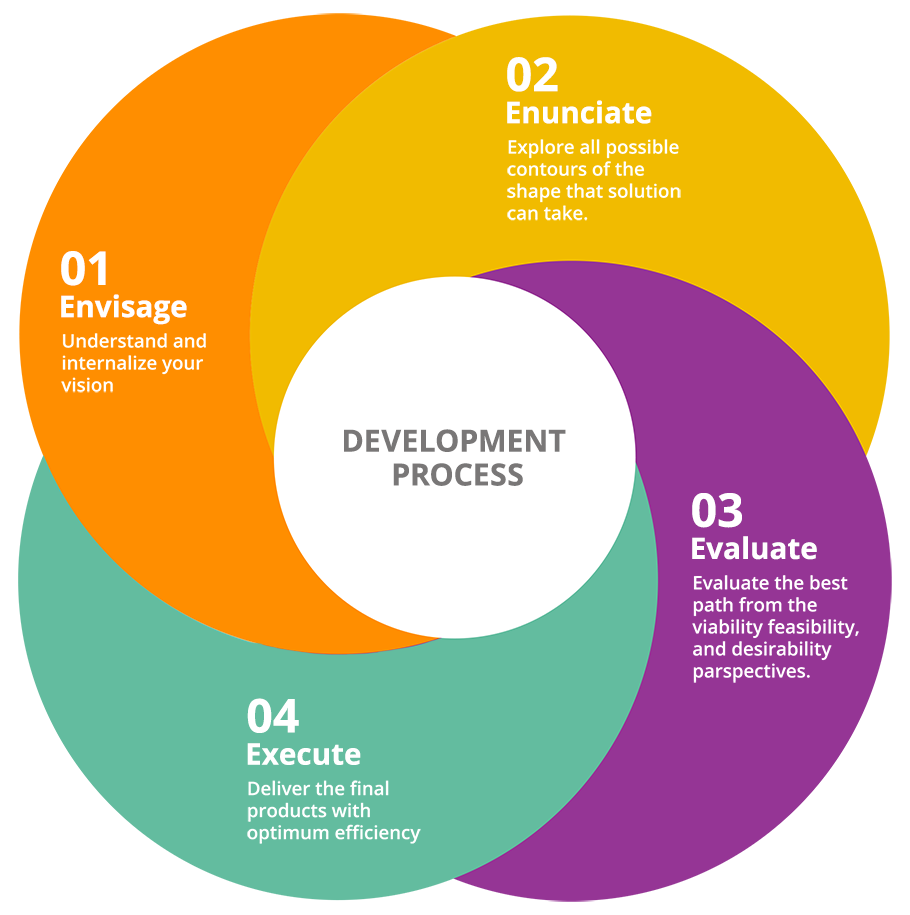 01
Envisage
Understand and
internalize your
vision
02
Enunciate
Explore all possible
contours of the
shape that solution
can take.
DEVELOPMENT
PROCESS
03
Evaluate
Evaluate the best
path from the
viability feasibility,
and desirability
parspectives.
04
Execute
Deliver the final
products with
optimum efficiency